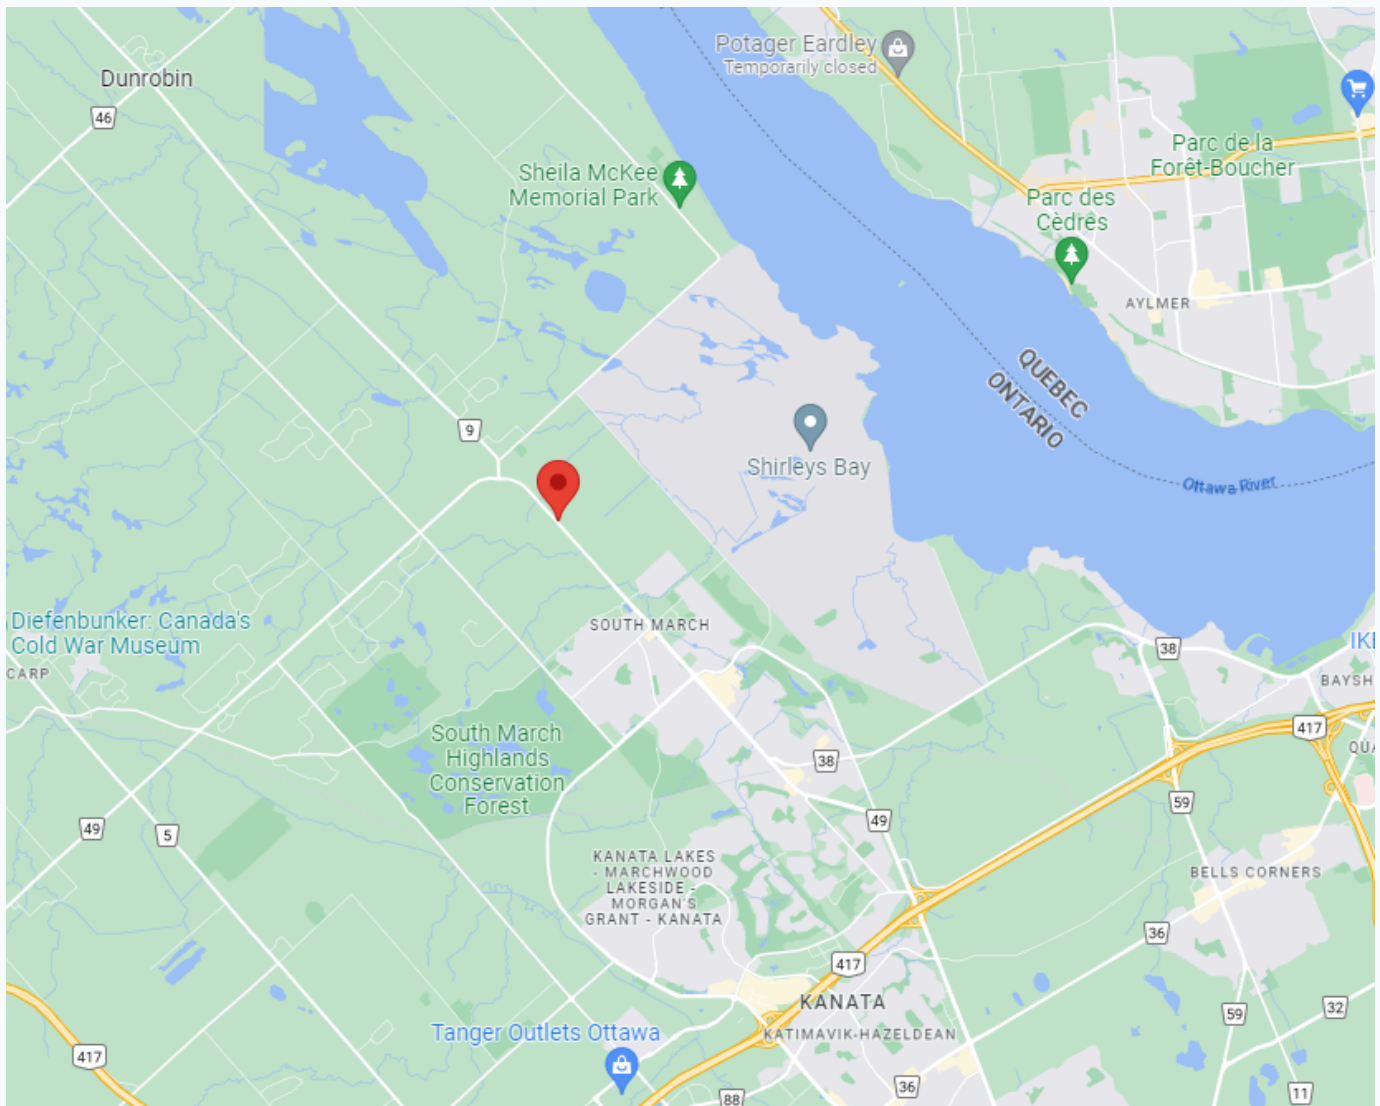 Potager Eardley
Temporarily closed
Dunrobin
46
Parc de la
Forêt-Boucher
Sheila McKee
Memorial Park
Parc des
Cèdres
AYLMER
QUEBEC
ONTARIO
9
Shirleys Bay
Ottawa River
Diefenbunker: Canada's
Cold War Museum
SOUTH MARCH
38
CARP
BAYSH
417
South March
Highlands
Conservation
Forest
38
59
49
5
49
KANATA LAKES
- MARCHWOOD
LAKESIDE -
MORGAN'S
GRANT - KANATA
BELLS CORNERS
36
417
KANATA
KATIMAVIK-HAZELDEAN
59
32
Tanger Outlets Ottawa
417
36
88
11